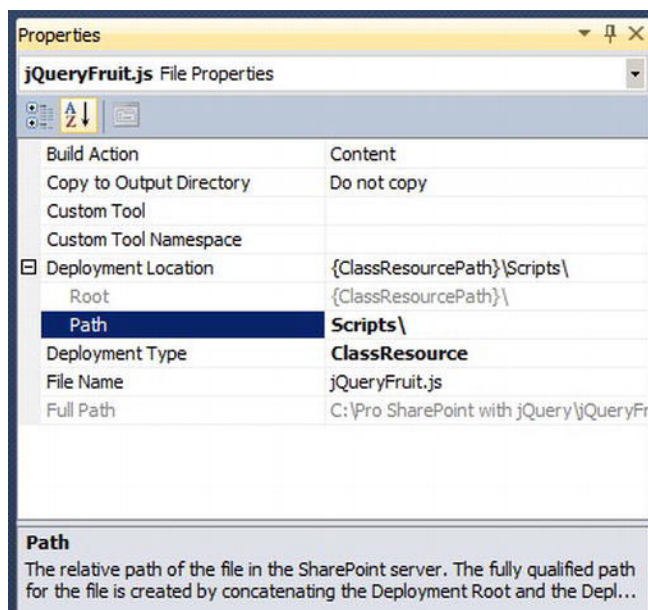 Properties
jQueryFruit.js File Properties
Build Action Content
Copy to Output Directory Do not copy
Custom Tool
Custom Tool Namespace
Deployment Location {ClassResourcePath}\Scripts\
Root {ClassResourcePath}\
Path Scripts\
Deployment Type ClassResource
File Name jQueryFruit.js
Full Path C:\Pro SharePoint with jQuery\jQueryFr
Path
The relative path of the file in the SharePoint server. The fully qualified path
for the file is created by concatenating the Deployment Root and the Depl...